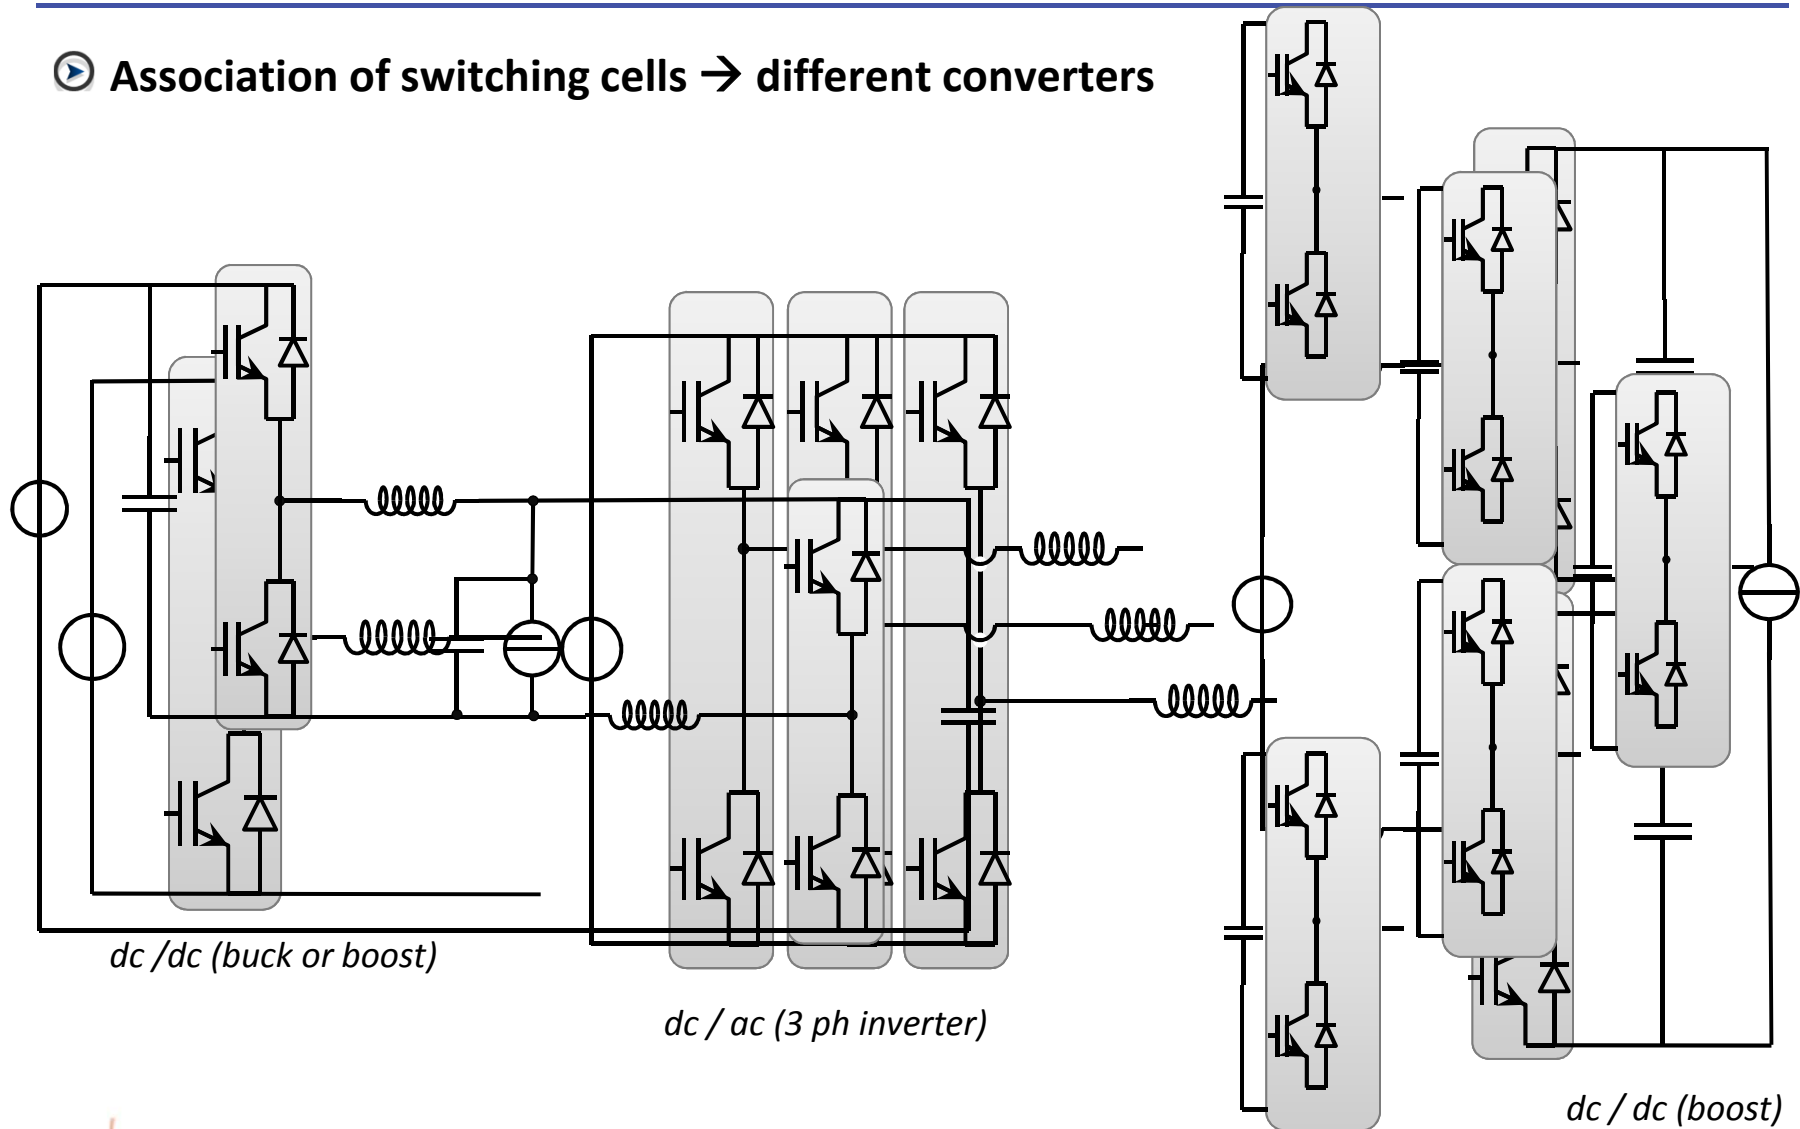 Association of switching cells → different converters
dc /dc (buck or boost)
dc / ac (3 ph inverter)
dc / dc (boost)